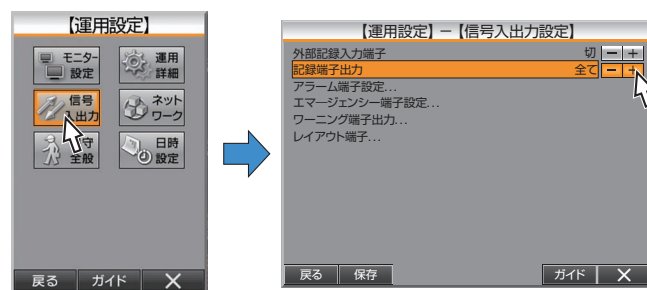 【運用設定】
モニター
設定
運用
詳細
信号
入出力
ネット
ワーク
守
全般
日時
設定
戻る ガイド X
【運用設定】－【信号入出力設定】
外部記録入力端子 切 － ＋
記録端子出力 全て － ＋
アラーム端子設定...
エマージェンシー端子設定...
ワーニング端子出力...
レイアウト端子...
戻る 保存 ガイド X